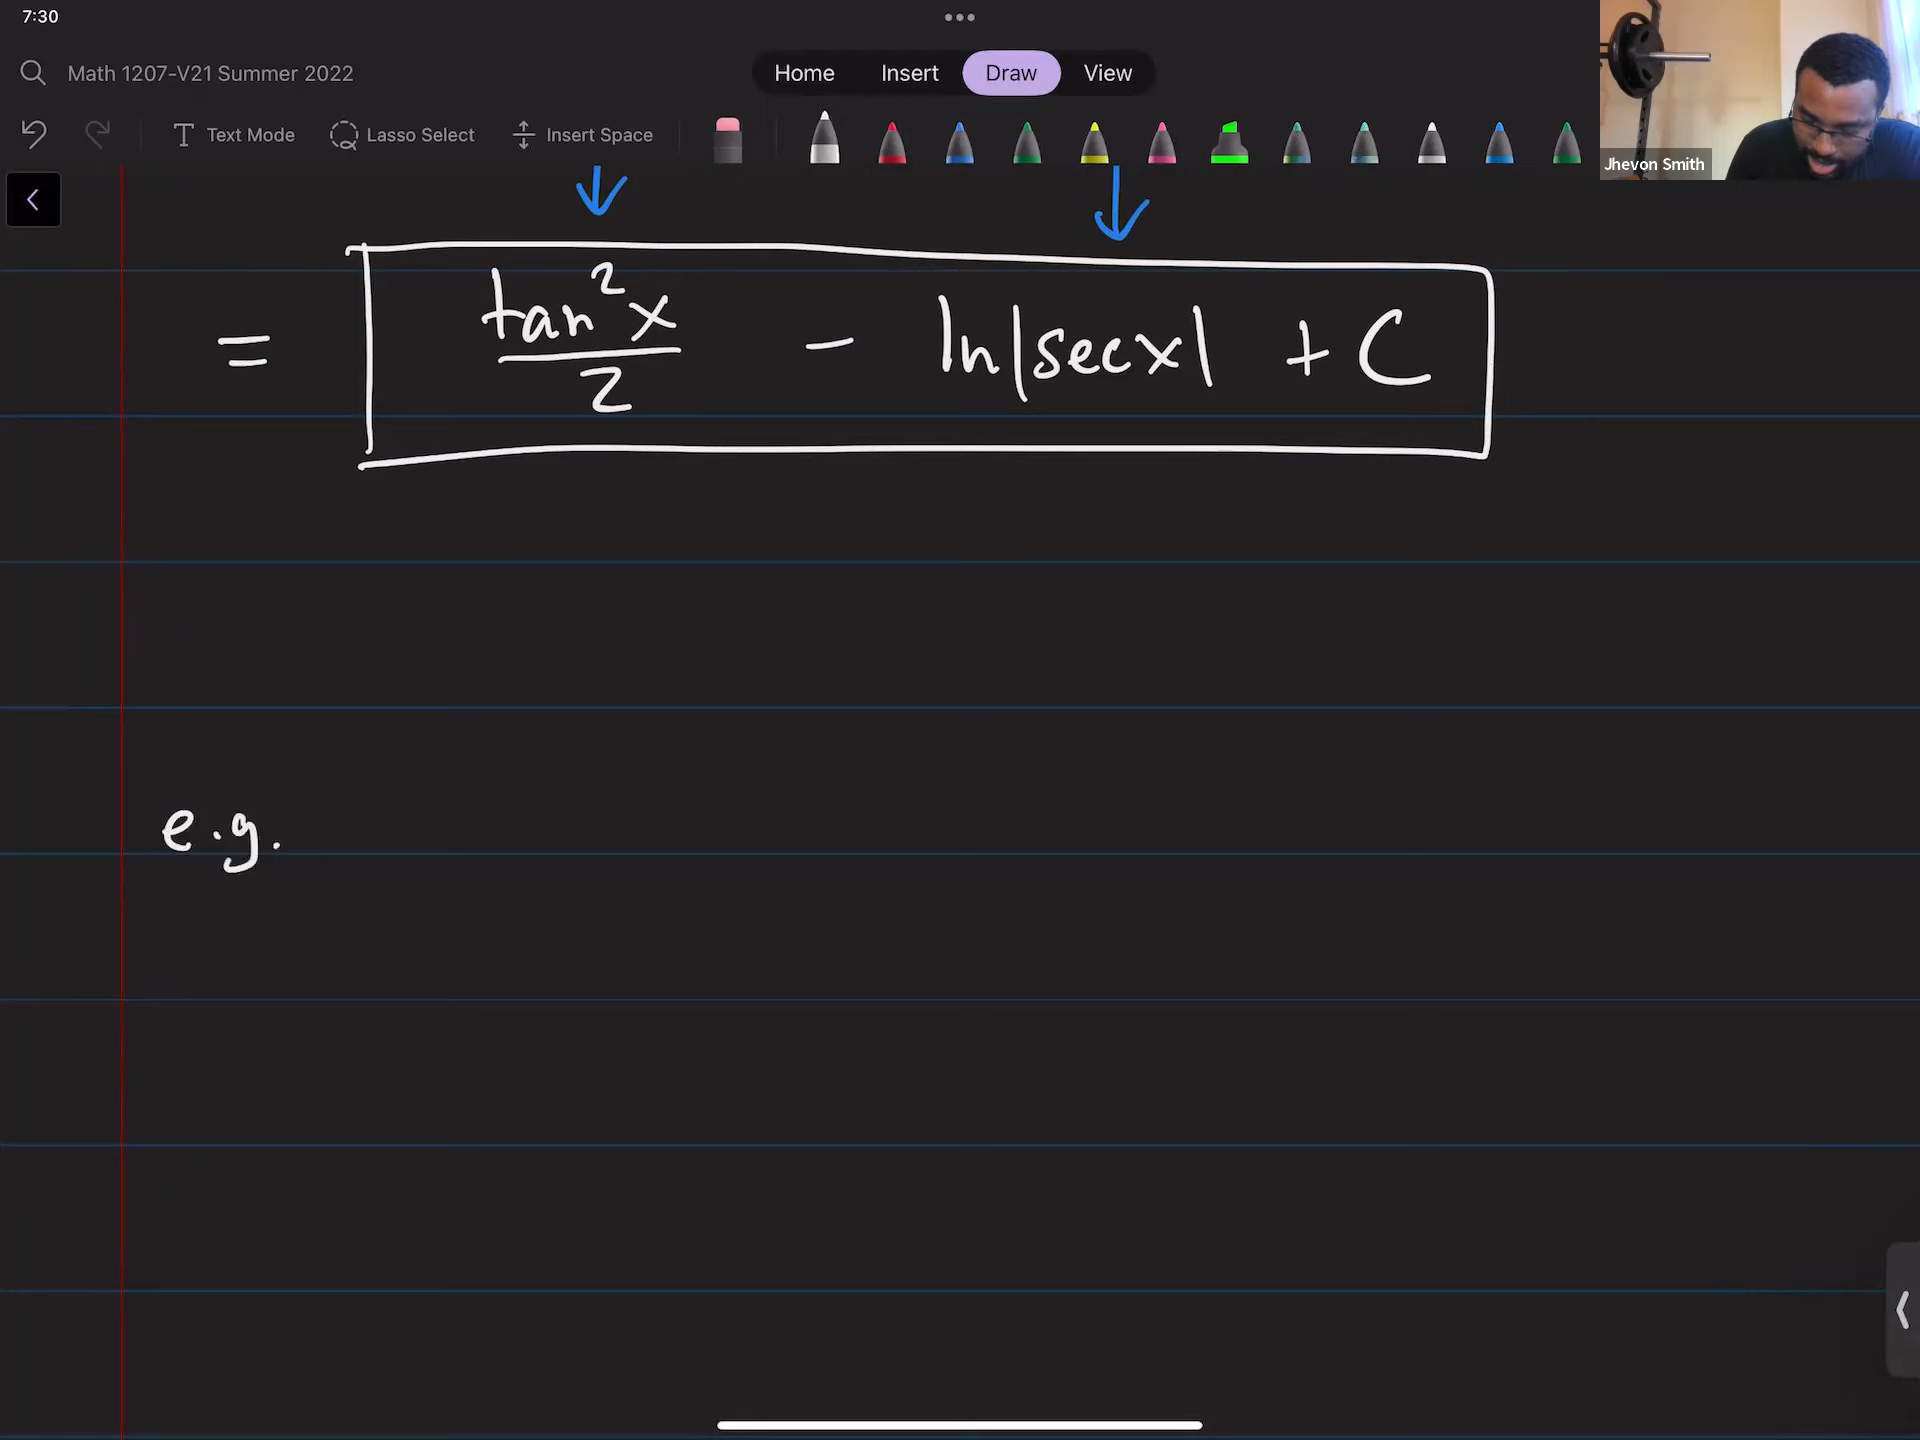 7:30
Math 1207-V21 Summer 2022
Home Insert Draw View
Text Mode Lasso Select Insert Space
Jhevon Smith
= tan²x/2 - ln|secx| + C
e.g.